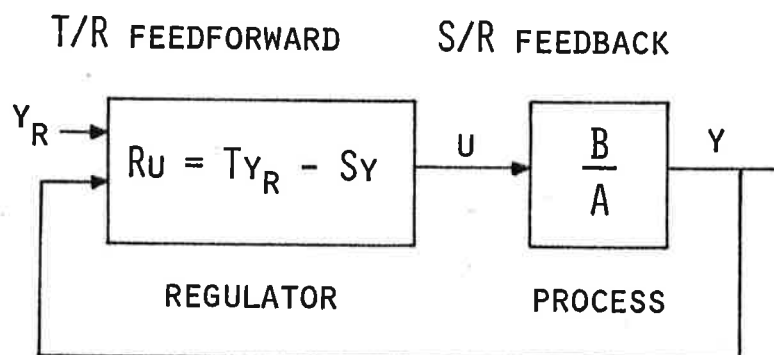 T/R FEEDFORWARD S/R FEEDBACK
Y_R
RU = TY_R - SY
U
B
A
Y
REGULATOR PROCESS